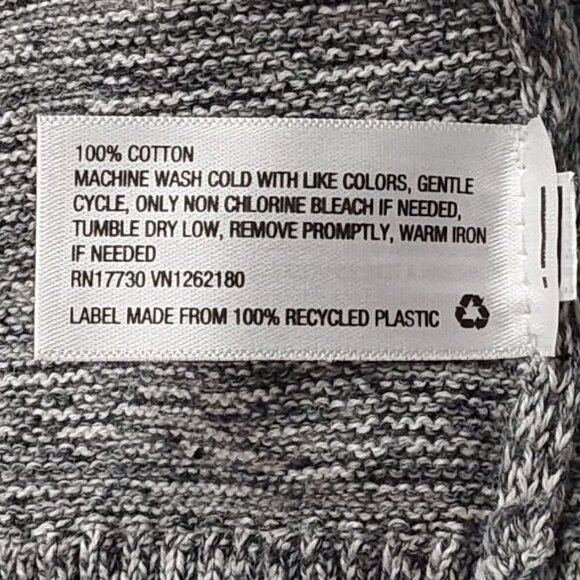 100% COTTON
MACHINE WASH COLD WITH LIKE COLORS, GENTLE
CYCLE, ONLY NON CHLORINE BLEACH IF NEEDED,
TUMBLE DRY LOW, REMOVE PROMPTLY, WARM IRON
IF NEEDED
RN17730 VN1262180
LABEL MADE FROM 100% RECYCLED PLASTIC